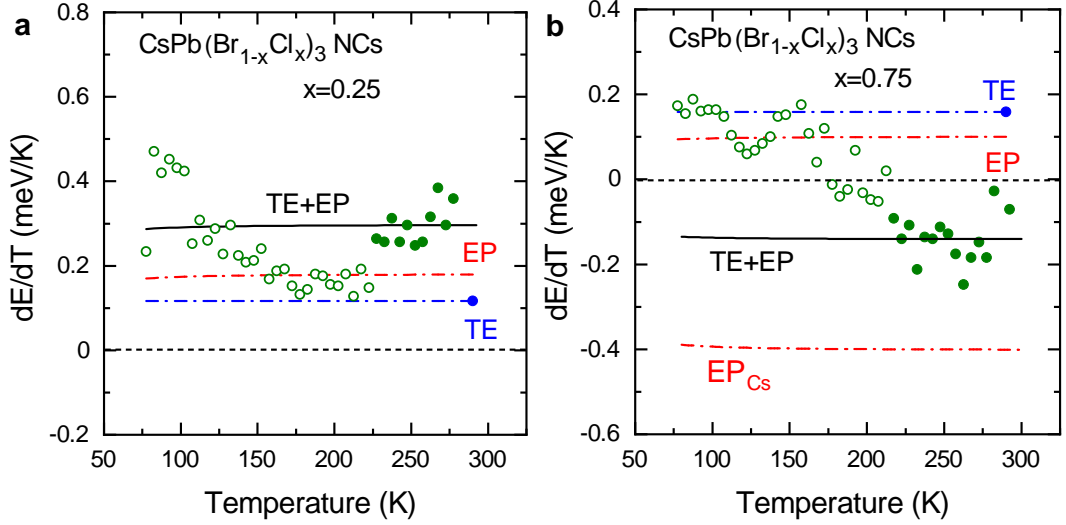 a
CsPb(Br1-xClx)3 NCs
x=0.25
TE+EP
EP
TE
0.8
0.6
0.4
0.2
0
-0.2
dE/dT (meV/K)
50 100 150 200 250 300
Temperature (K)
b
CsPb(Br1-xClx)3 NCs
x=0.75
TE
EP
TE+EP
EPCs
0.4
0.2
0
-0.2
-0.4
-0.6
dE/dT (meV/K)
50 100 150 200 250 300
Temperature (K)